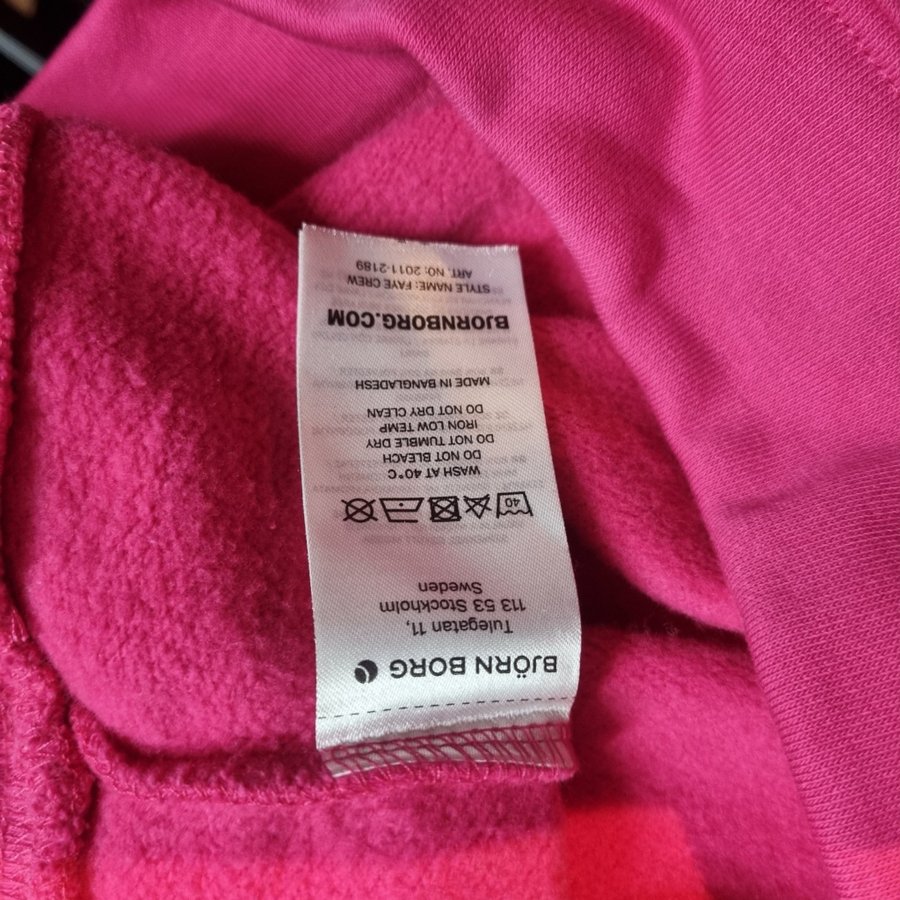 BJÖRN BORG
Tulegatan 11,
113 53 Stockholm
Sweden
40
WASH AT 40°C
DO NOT BLEACH
DO NOT TUMBLE DRY
IRON LOW TEMP
DO NOT DRY CLEAN
MADE IN BANGLADESH
BJORNBORG.COM
STYLE NAME: FAYE CREW
ART. NO: 2011-2189